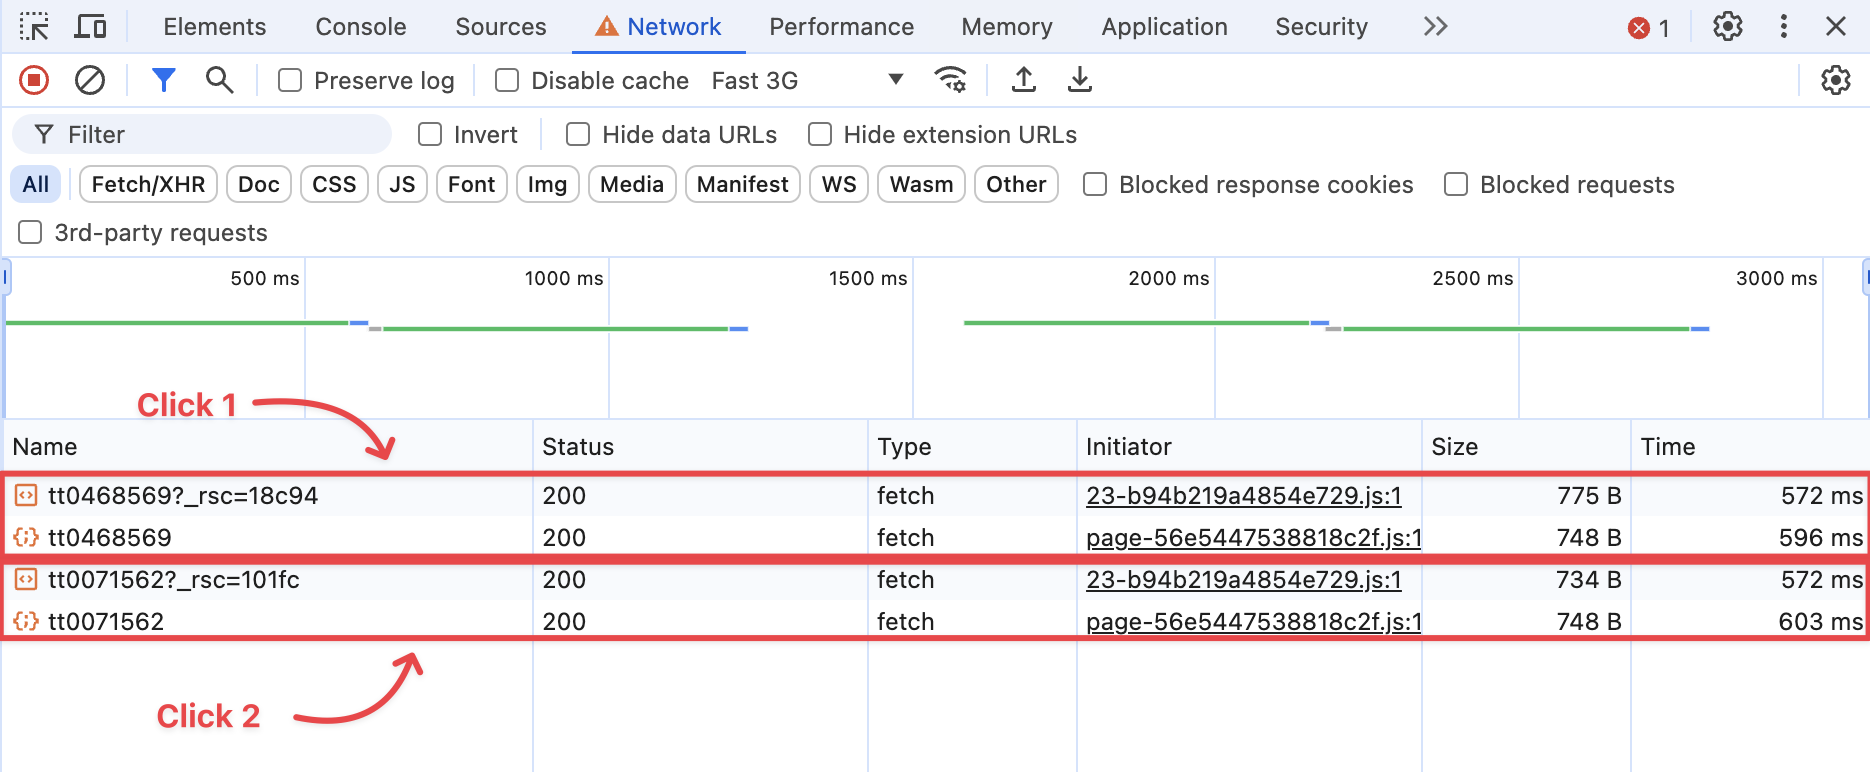 Elements Console Sources Network Performance Memory Application Security 1
Preserve log Disable cache Fast 3G
Filter Invert Hide data URLs Hide extension URLs
All Fetch/XHR Doc CSS JS Font Img Media Manifest WS Wasm Other Blocked response cookies Blocked requests
3rd-party requests
500 ms 1000 ms 1500 ms 2000 ms 2500 ms 3000 ms
Click 1
Name Status Type Initiator Size Time
tt0468569?_rsc=18c94 200 fetch 23-b94b219a4854e729.js:1 775 B 572 ms
tt0468569 200 fetch page-56e5447538818c2f.js:1 748 B 596 ms
tt0071562?_rsc=101fc 200 fetch 23-b94b219a4854e729.js:1 734 B 572 ms
tt0071562 200 fetch page-56e5447538818c2f.js:1 748 B 603 ms
Click 2